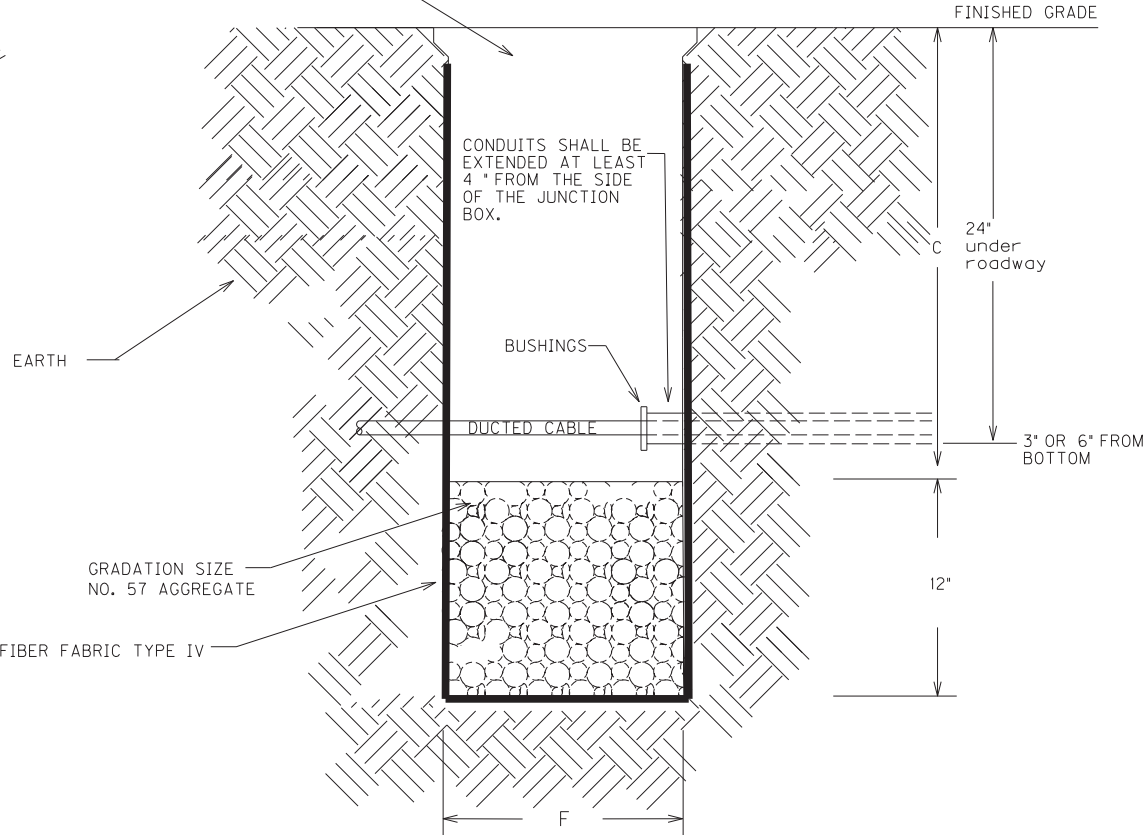 FINISHED GRADE
CONDUITS SHALL BE
EXTENDED AT LEAST
4 " FROM THE SIDE
OF THE JUNCTION
BOX.
24"
C
under
roadway
EARTH
BUSHINGS
DUCTED CABLE
3" OR 6" FROM
BOTTOM
GRADATION SIZE
NO. 57 AGGREGATE
12"
FIBER FABRIC TYPE IV
F